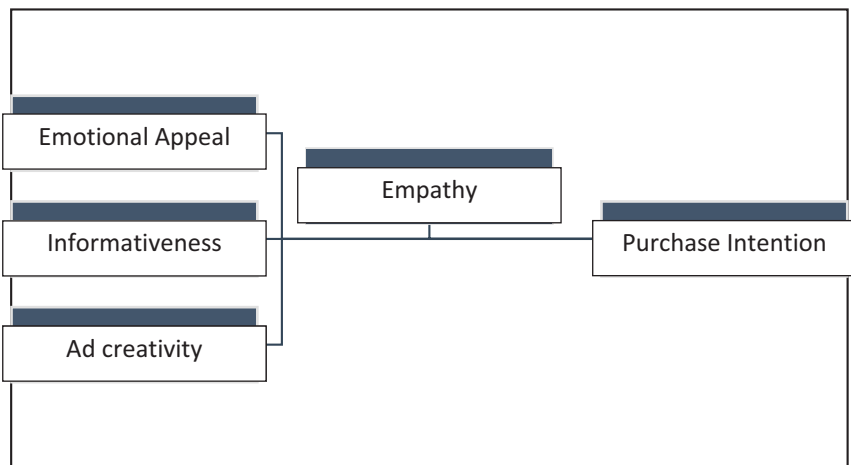 Emotional Appeal
Empathy
Informativeness
Purchase Intention
Ad creativity